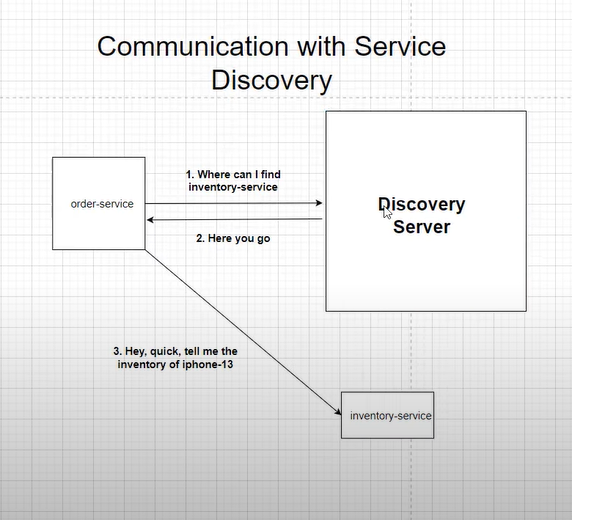 Communication with Service
Discovery
1. Where can I find
inventory-service
order-service
Discovery
Server
2. Here you go
3. Hey, quick, tell me the
inventory of iphone-13
inventory-service